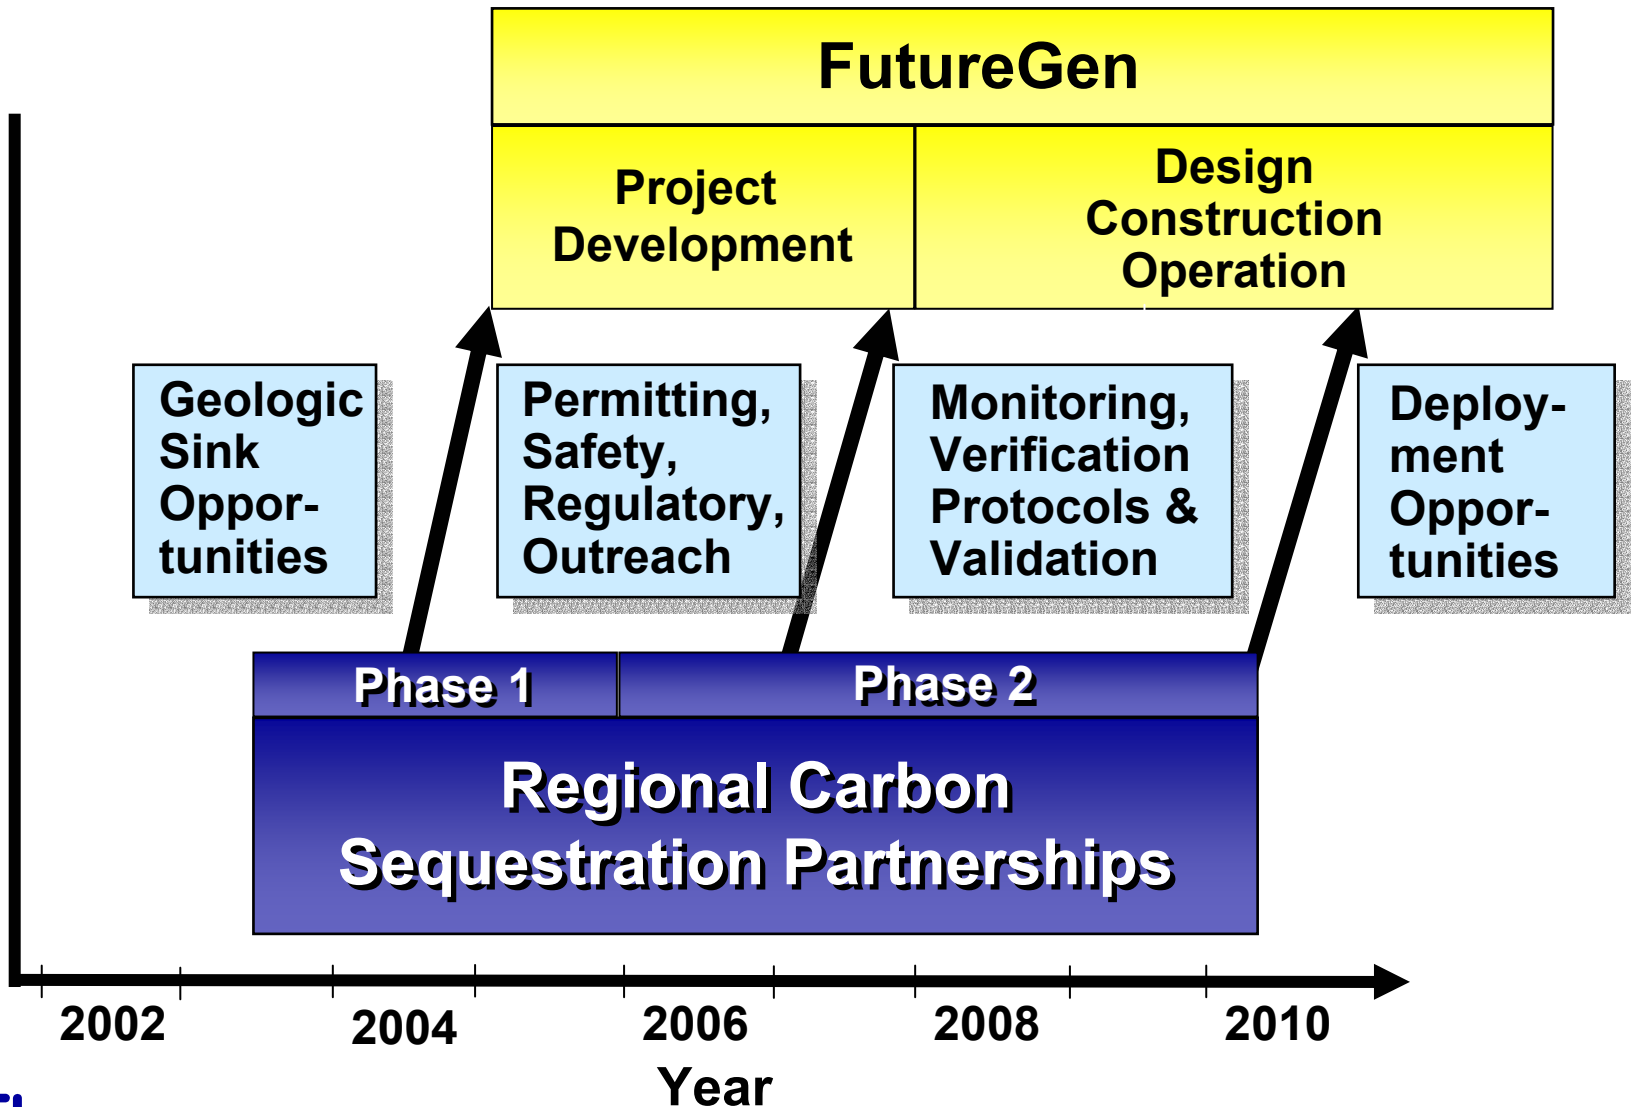 FutureGen
Project
Development
Design
Construction
Operation
Geologic
Sink
Oppor-
tunities
Permitting,
Safety,
Regulatory,
Outreach
Monitoring,
Verification
Protocols &
Validation
Deploy-
ment
Oppor-
tunities
Phase 1
Phase 2
Regional Carbon
Sequestration Partnerships
2002
2004
2006
2008
2010
Year